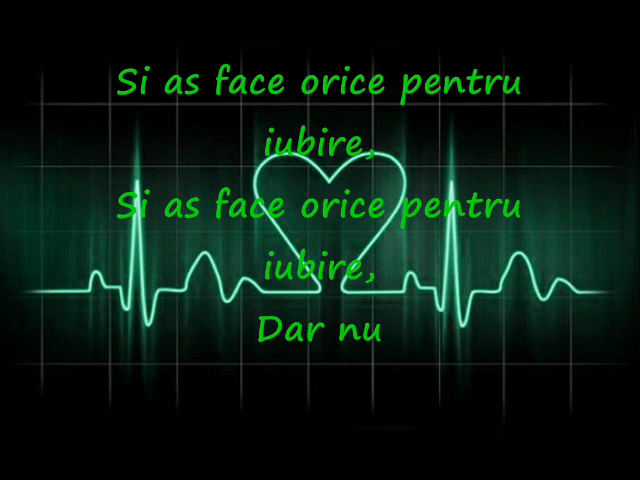 Si as face orice pentru
iubire,
Si as face orice pentru
iubire,
Dar nu